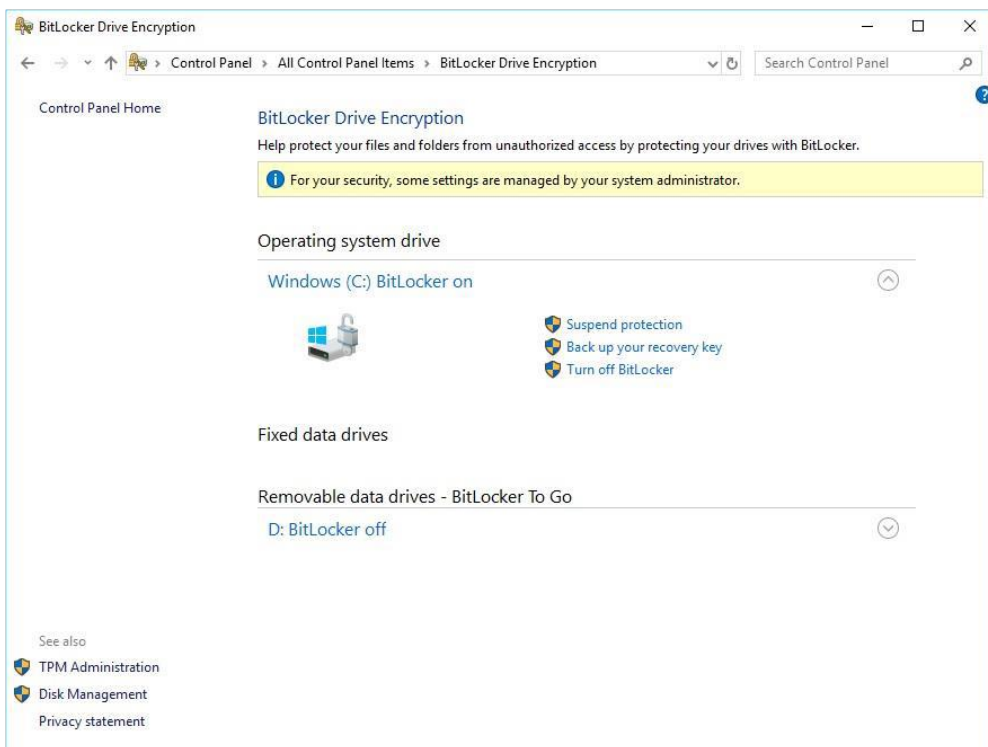 BitLocker Drive Encryption
Control Panel > All Control Panel Items > BitLocker Drive Encryption
Search Control Panel
Control Panel Home
BitLocker Drive Encryption
Help protect your files and folders from unauthorized access by protecting your drives with BitLocker.
For your security, some settings are managed by your system administrator.
Operating system drive
Windows (C:) BitLocker on
Suspend protection
Back up your recovery key
Turn off BitLocker
Fixed data drives
Removable data drives - BitLocker To Go
D: BitLocker off
See also
TPM Administration
Disk Management
Privacy statement